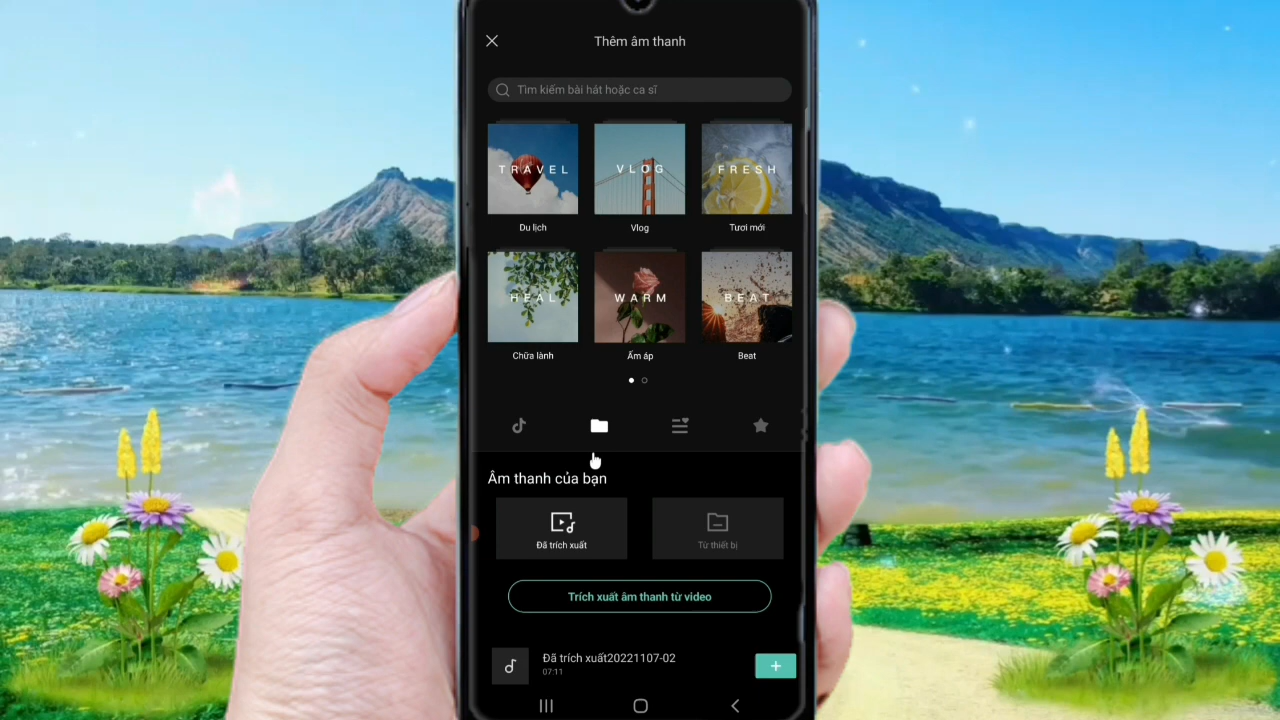 Thêm âm thanh
Tìm kiếm bài hát hoặc ca sĩ
TRAVEL
VLOG
FRESH
Du lịch
Vlog
Tươi mới
HEAL
WARM
BEAT
Chữa lành
Ấm áp
Beat
Âm thanh của bạn
Đã trích xuất
Từ thiết bị
Trích xuất âm thanh từ video
Đã trích xuất20221107-02
07:11